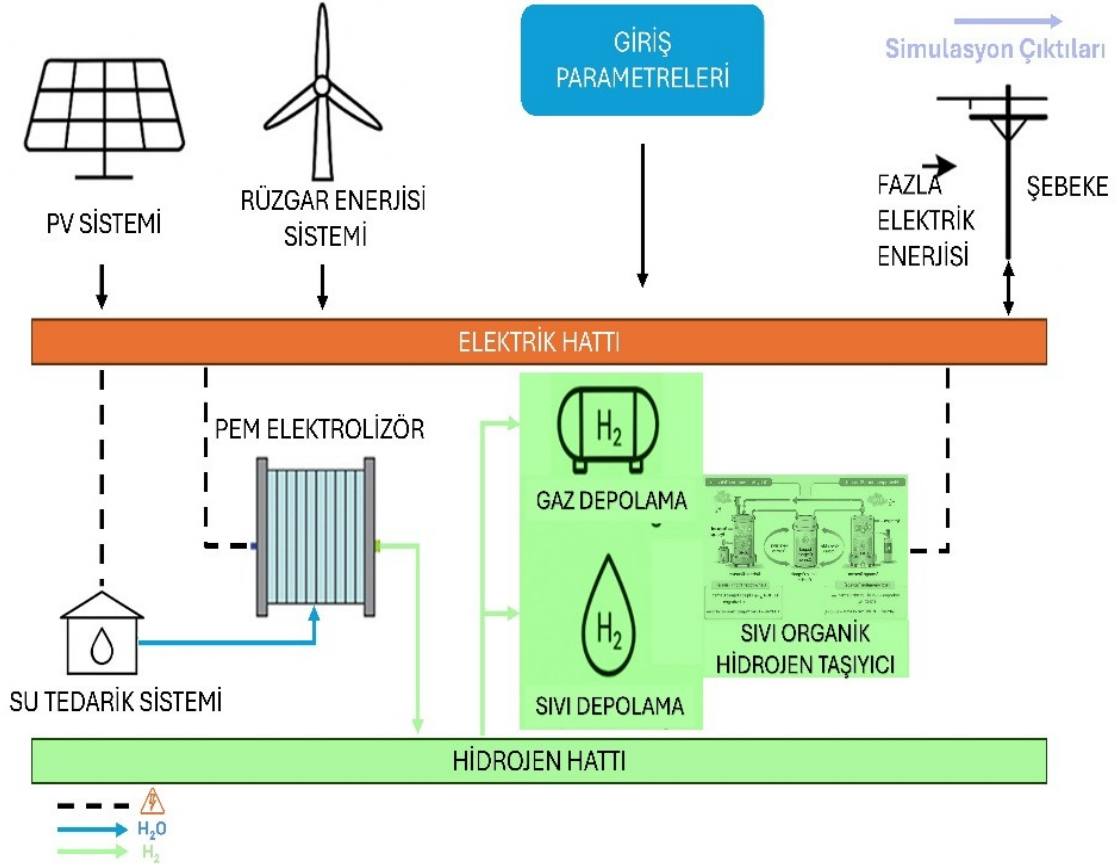 GİRİŞ
PARAMETRELERİ
Simulasyon Çıktıları
PV SİSTEMİ
RÜZGAR ENERJİSİ
SİSTEMİ
FAZLA
ELEKTRİK
ENERJİSİ
ŞEBEKE
ELEKTRİK HATTI
PEM ELEKTROLİZÖR
H₂
GAZ DEPOLAMA
H₂
SIVI DEPOLAMA
SIVI ORGANİK
HİDROJEN TAŞIYICI
SU TEDARİK SİSTEMİ
HİDROJEN HATTI
H₂O
H₂